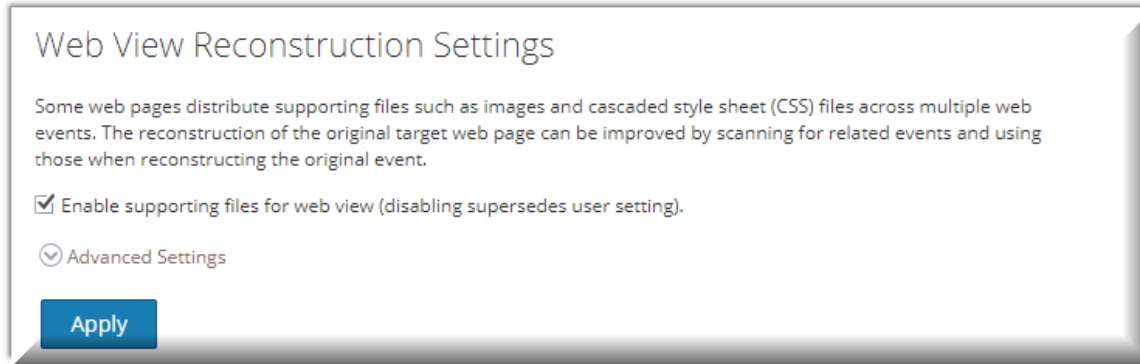 Web View Reconstruction Settings
Some web pages distribute supporting files such as images and cascaded style sheet (CSS) files across multiple web
events. The reconstruction of the original target web page can be improved by scanning for related events and using
those when reconstructing the original event.
Enable supporting files for web view (disabling supersedes user setting).
Advanced Settings
Apply